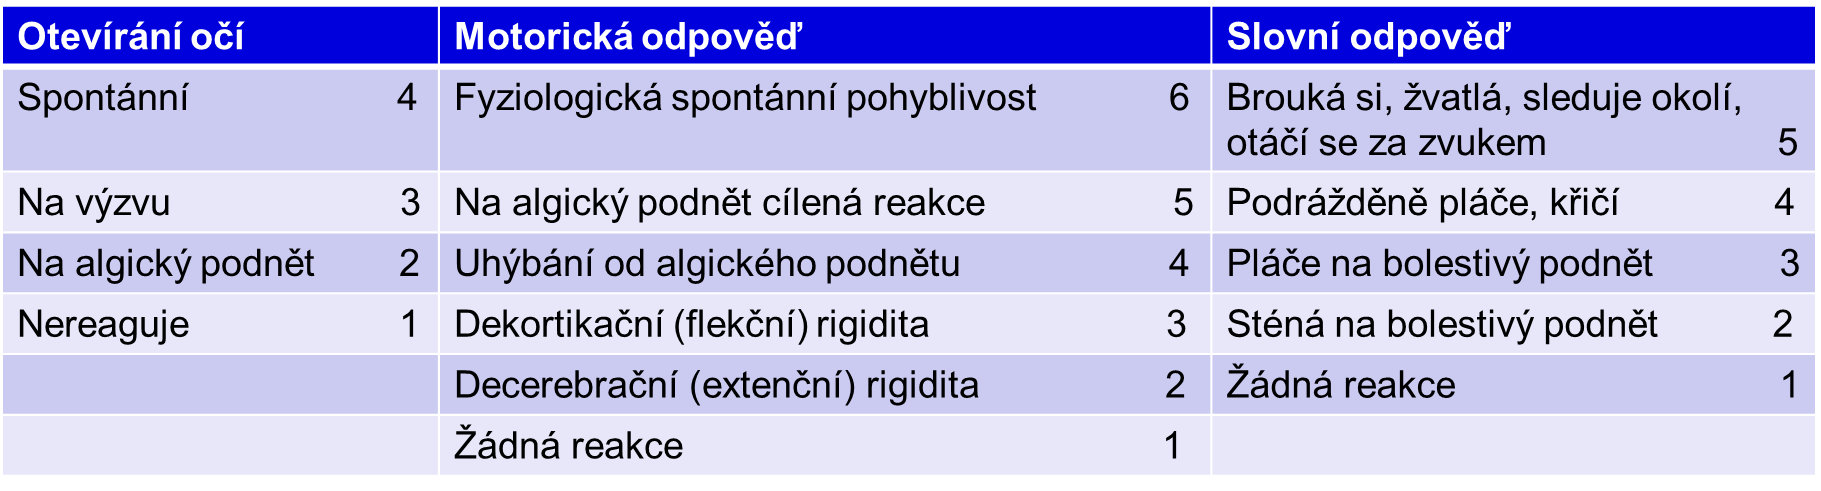 Otevírání očí Motorická odpověď Slovní odpověď
Spontánní 4 Fyziologická spontánní pohyblivost 6 Brouká si, žvatlá, sleduje okolí,
otáčí se za zvukem 5
Na výzvu 3 Na algický podnět cílená reakce 5 Podrážděně pláče, křičí 4
Na algický podnět 2 Uhýbání od algického podnětu 4 Pláče na bolestivý podnět 3
Nereaguje 1 Dekortikační (flekční) rigidita 3 Sténá na bolestivý podnět 2
Decerebrační (extenční) rigidita 2 Žádná reakce 1
Žádná reakce 1